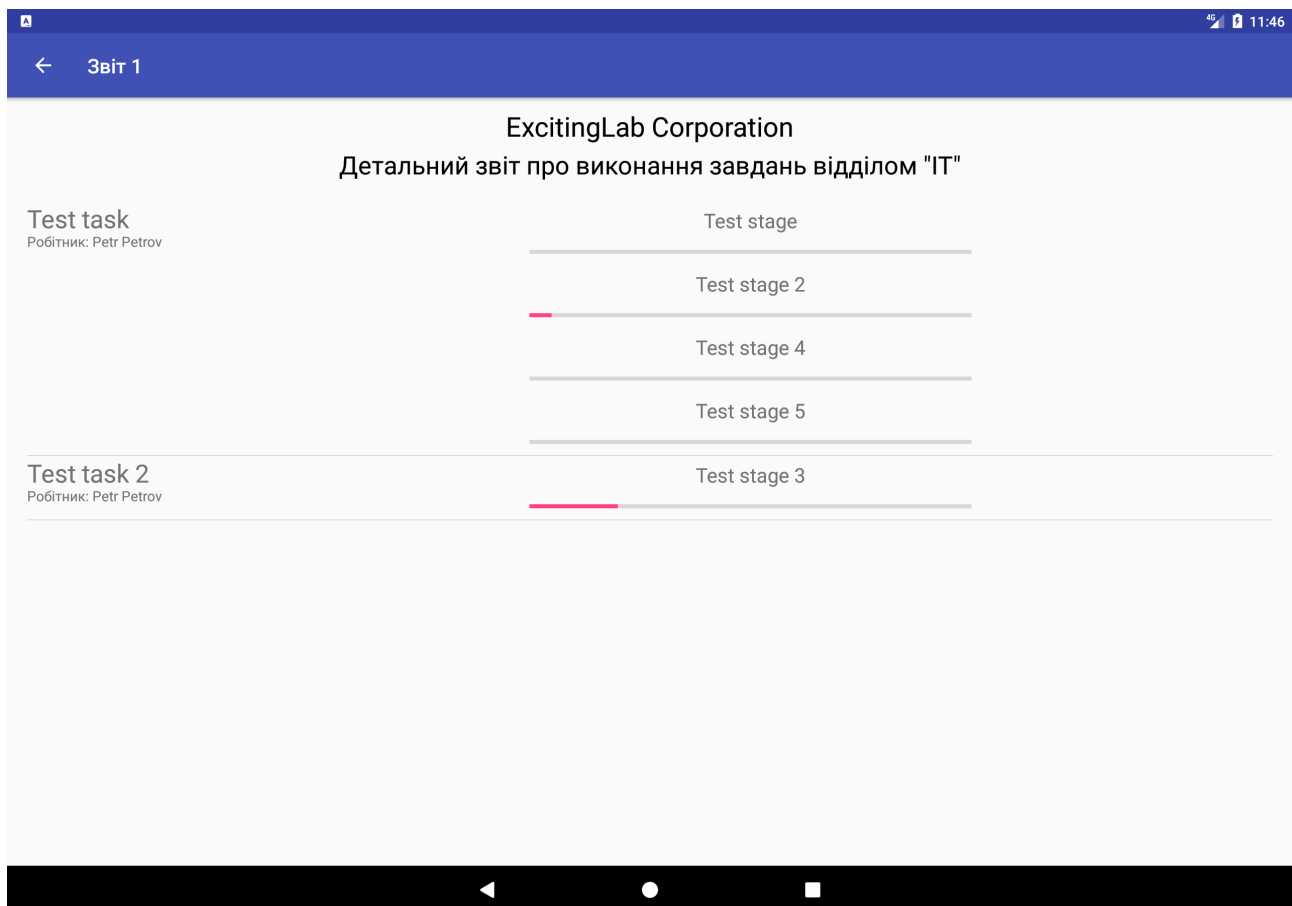 4G 11:46
Звіт 1
ExcitingLab Corporation
Детальний звіт про виконання завдань відділом "IT"
Test task
Робітник: Petr Petrov
Test stage
Test stage 2
Test stage 4
Test stage 5
Test task 2
Робітник: Petr Petrov
Test stage 3